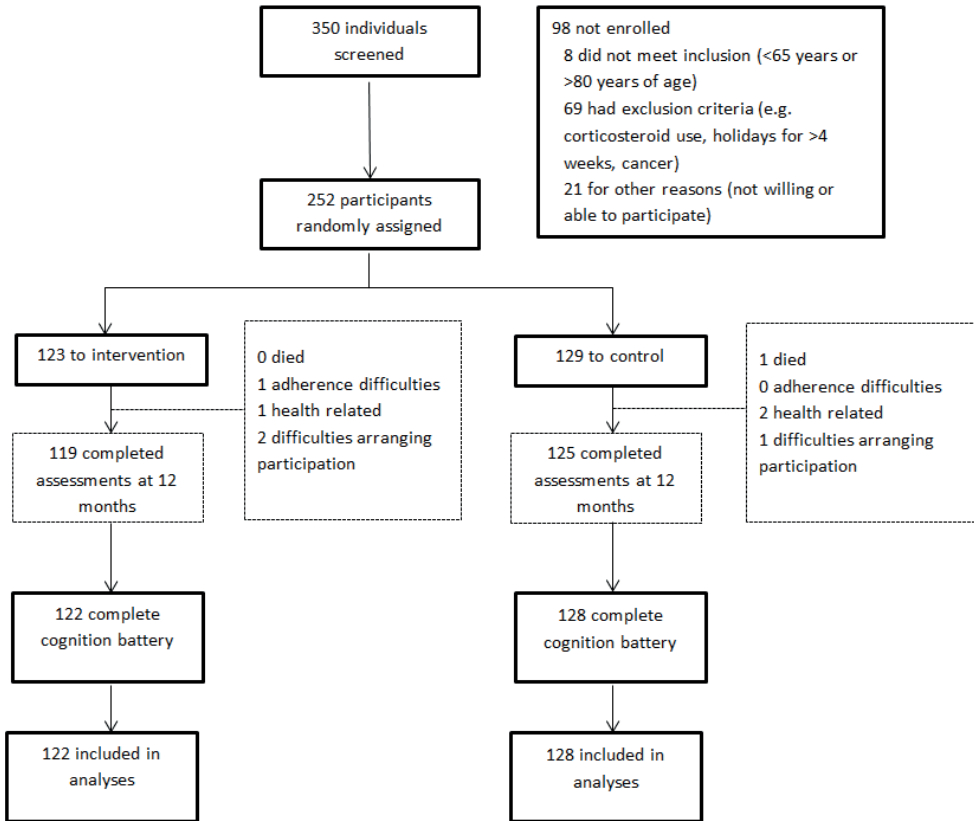 350 individuals
screened
98 not enrolled
8 did not meet inclusion (<65 years or
>80 years of age)
69 had exclusion criteria (e.g.
corticosteroid use, holidays for >4
weeks, cancer)
21 for other reasons (not willing or
able to participate)
252 participants
randomly assigned
123 to intervention
0 died
1 adherence difficulties
1 health related
2 difficulties arranging
participation
129 to control
1 died
0 adherence difficulties
2 health related
1 difficulties arranging
participation
119 completed
assessments at 12
months
125 completed
assessments at 12
months
122 complete
cognition battery
128 complete
cognition battery
122 included in
analyses
128 included in
analyses